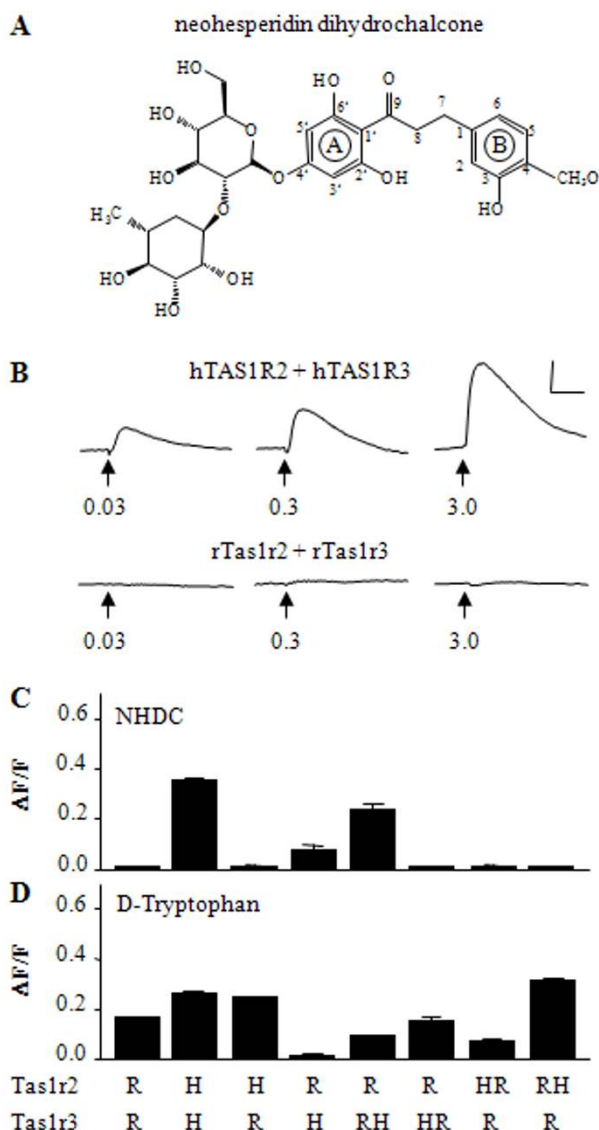 A neohesperidin dihydrochalcone
HO
HO
HO
HO
O
O
O
HO
6'
5'
A
1'
4'
3'
2'
OH
O
9
8
7
1
6
B
5
2
3
4
HO
CH₂O
H₃C
HO
HO
OH
B hTAS1R2 + hTAS1R3
0.03 0.3 3.0
rTas1r2 + rTas1r3
0.03 0.3 3.0
C NHDC
ΔF/F
0.6
0.4
0.2
0.0
D D-Tryptophan
ΔF/F
0.6
0.4
0.2
0.0
Tas1r2 R H H R R R HR RH
Tas1r3 R H R H RH HR R R